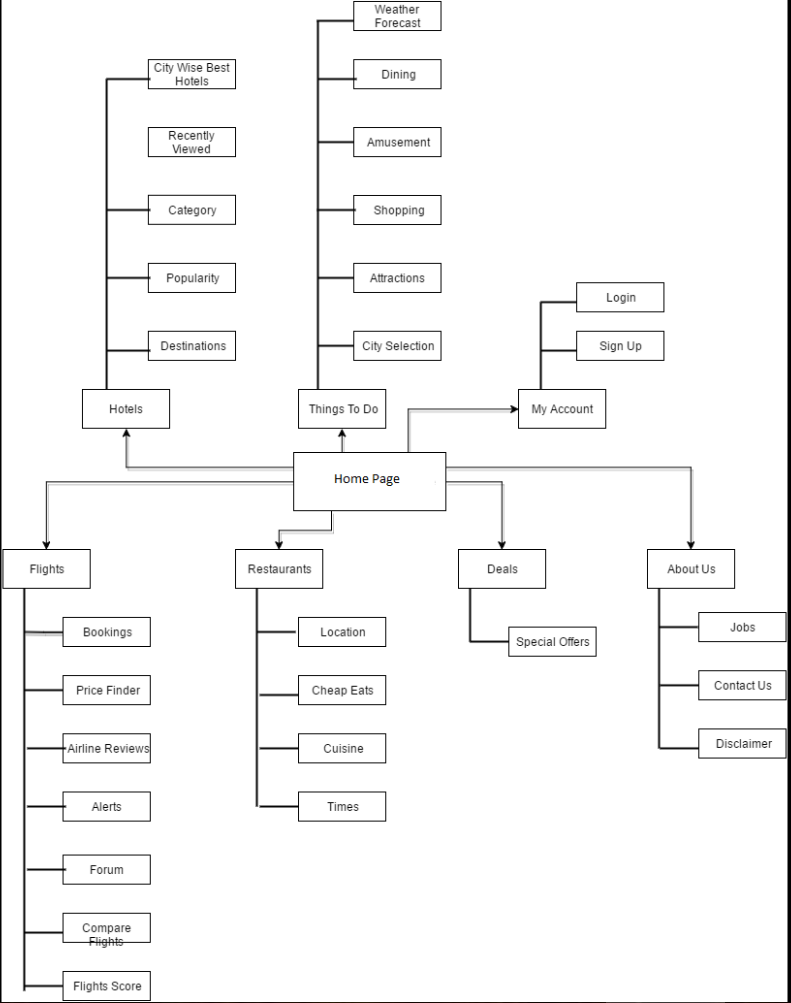 Weather
Forecast
City Wise Best
Hotels
Dining
Recently
Viewed
Amusement
Category
Shopping
Popularity
Attractions
Login
Destinations
City Selection
Sign Up
Hotels
Things To Do
My Account
Home Page
Flights
Restaurants
Deals
About Us
Bookings
Location
Special Offers
Jobs
Price Finder
Cheap Eats
Contact Us
Airline Reviews
Cuisine
Disclaimer
Alerts
Times
Forum
Compare
Flights
Flights Score